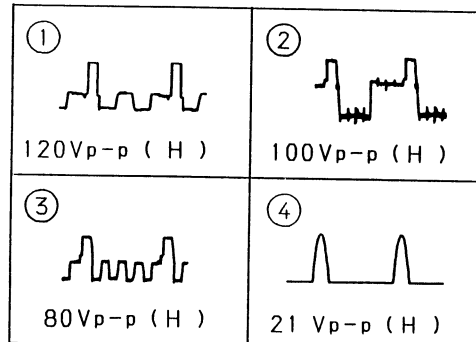 ①
②
120Vp-p ( H )
100Vp-p ( H )
③
④
80Vp-p ( H )
21 Vp-p ( H )